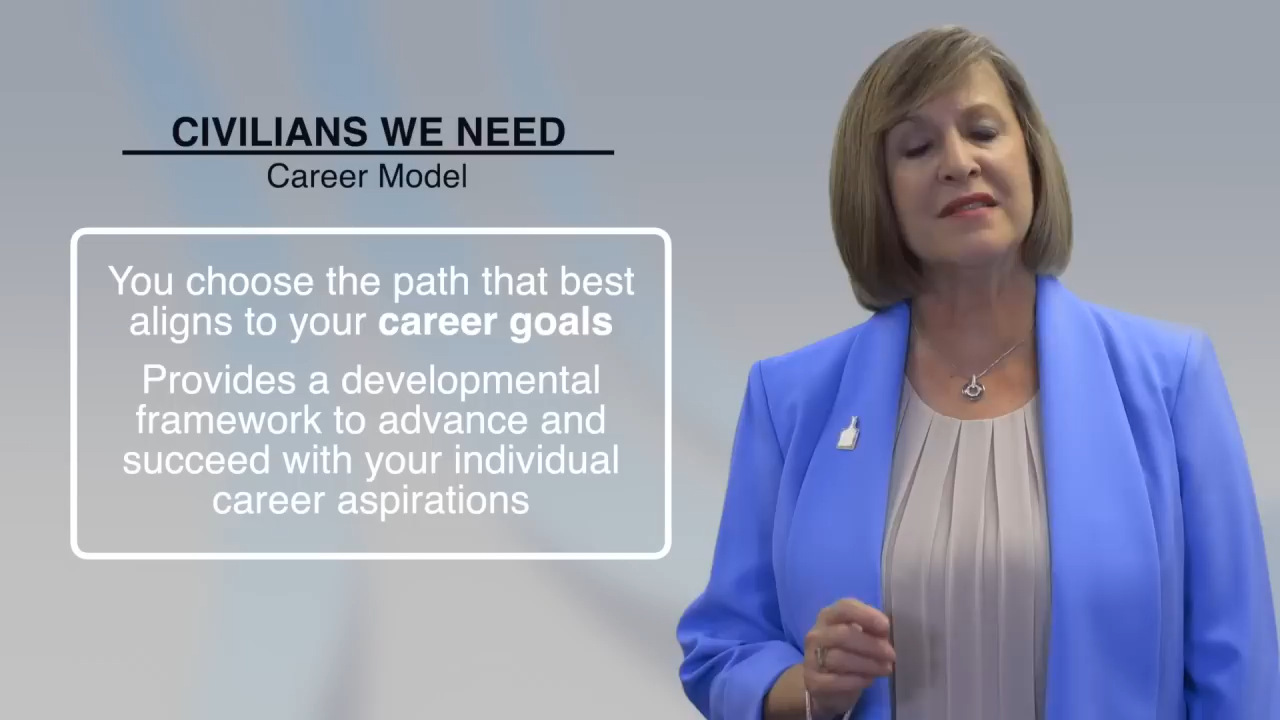 CIVILIANS WE NEED
Career Model
You choose the path that best
aligns to your career goals
Provides a developmental
framework to advance and
succeed with your individual
career aspirations